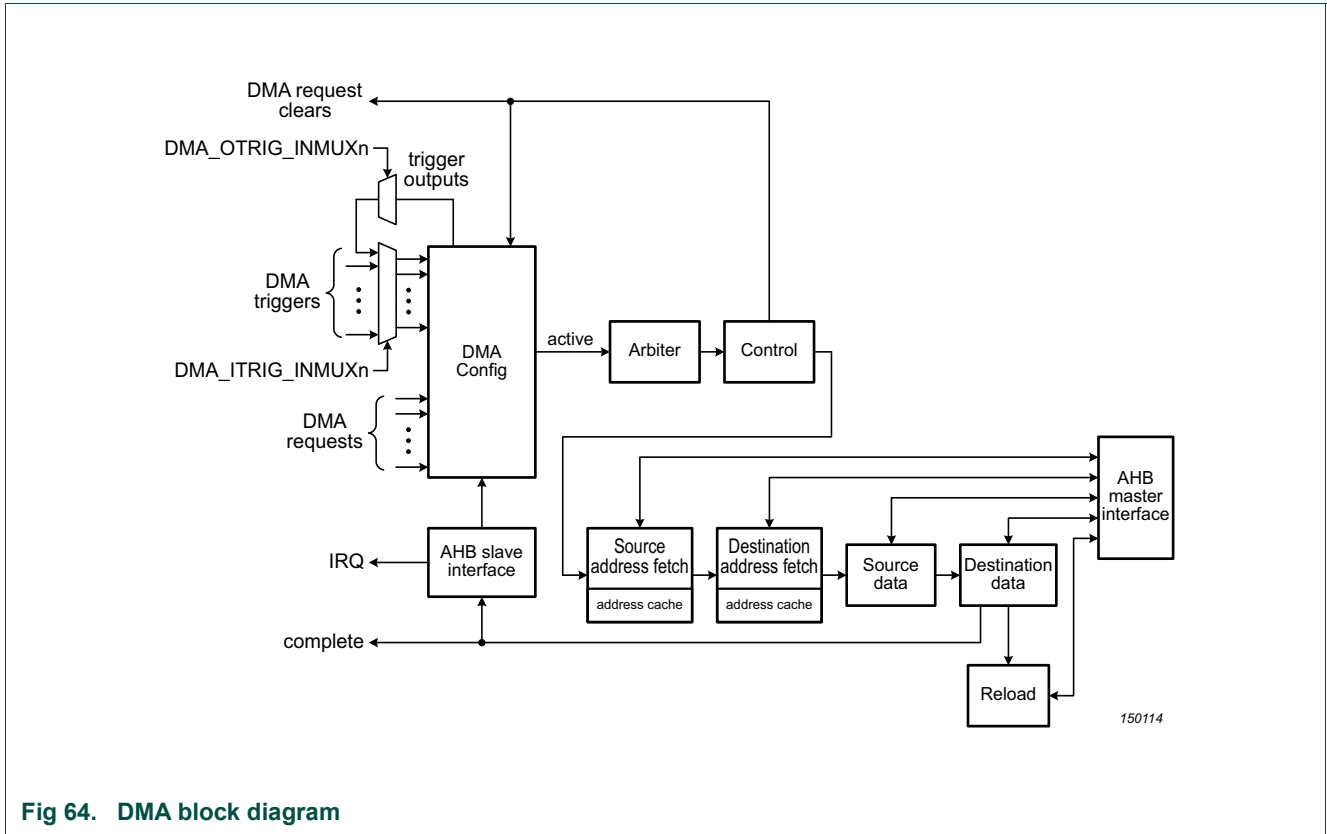 DMA request
clears
DMA_OTRIG_INMUXn
trigger
outputs
DMA
triggers
DMA_ITRIG_INMUXn
DMA
requests
DMA
Config
active
Arbiter
Control
AHB
master
interface
IRQ
AHB slave
interface
Source
address fetch
address cache
Destination
address fetch
address cache
Source
data
Destination
data
complete
Reload
150114
Fig 64. DMA block diagram